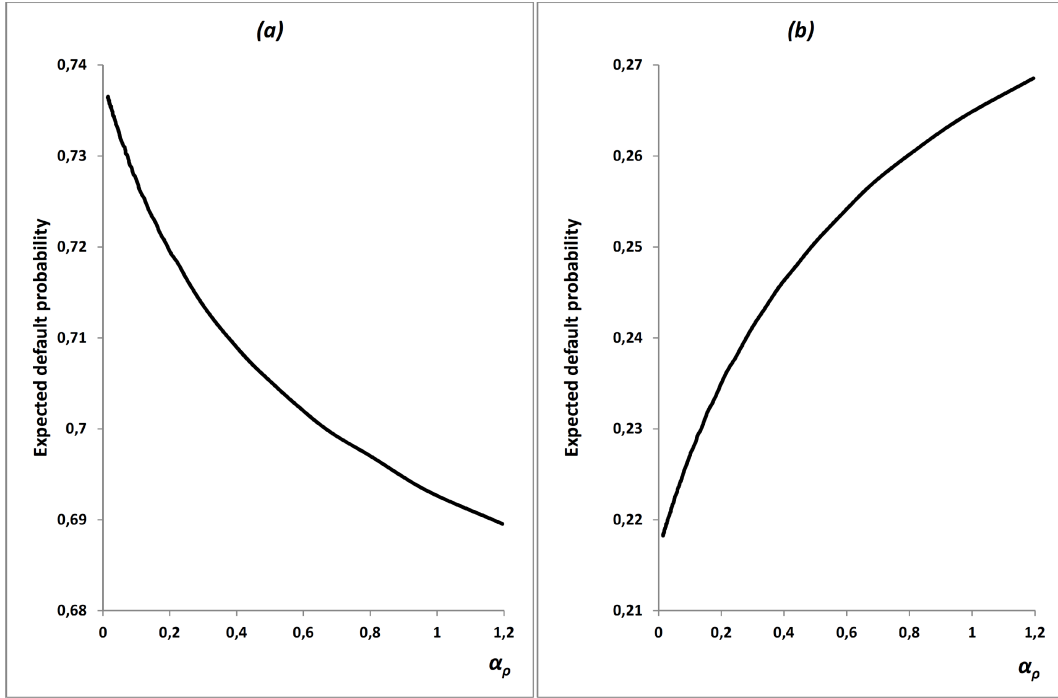 (a)
Expected default probability
0,74
0,73
0,72
0,71
0,7
0,69
0,68
0 0,2 0,4 0,6 0,8 1 1,2
αρ
(b)
Expected default probability
0,27
0,26
0,25
0,24
0,23
0,22
0,21
0 0,2 0,4 0,6 0,8 1 1,2
αρ